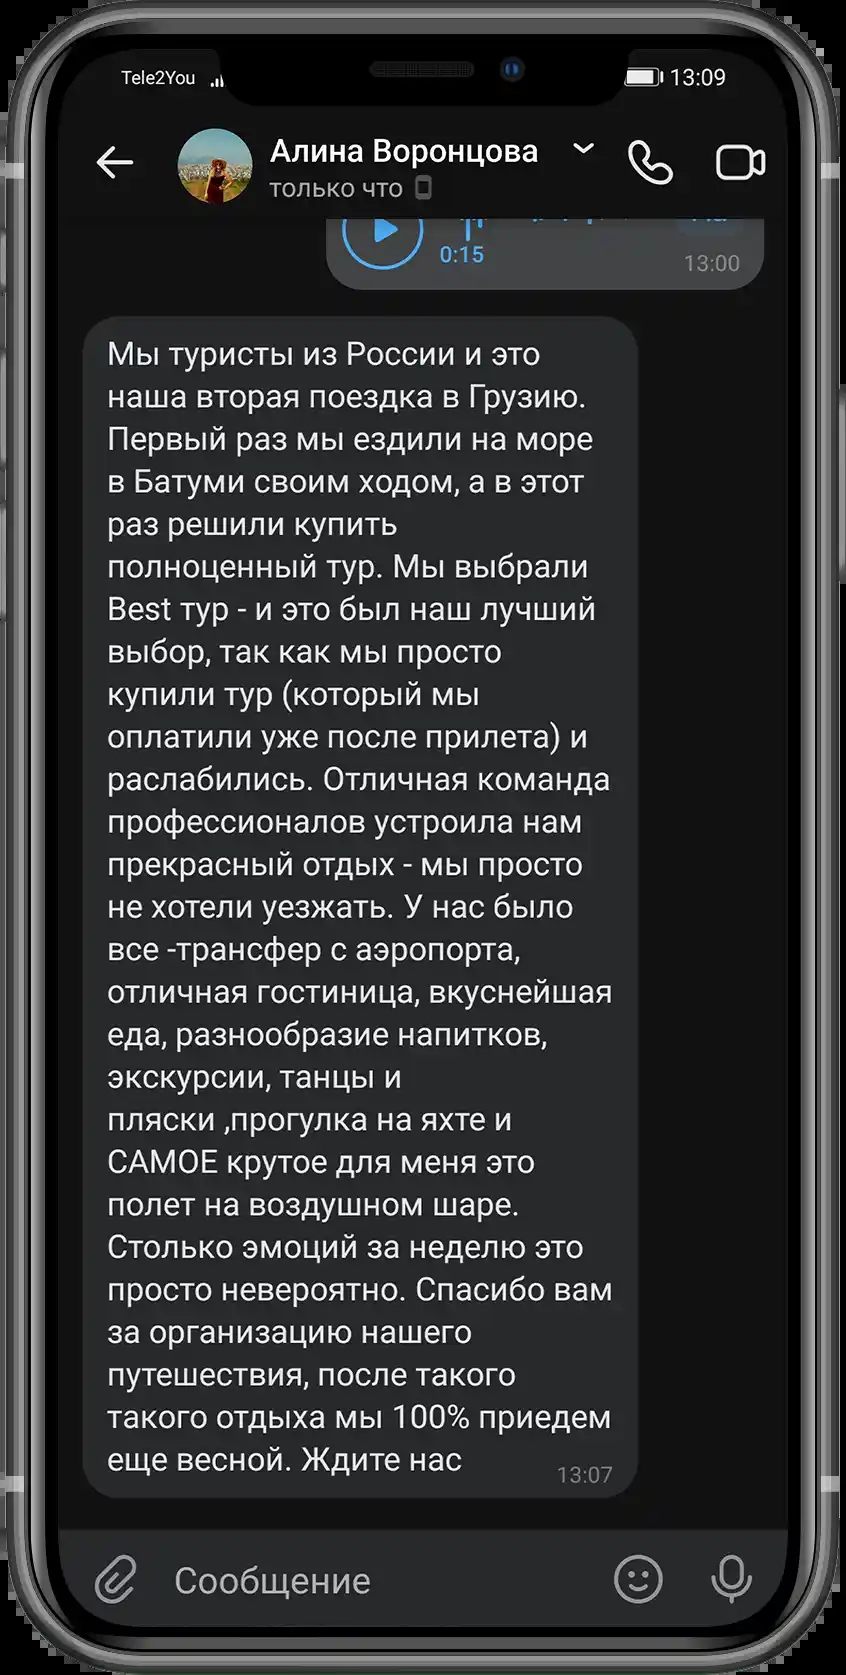 Tele2You
13:09
Алина Воронцова
только что
0:15
13:00
Мы туристы из России и это
наша вторая поездка в Грузию.
Первый раз мы ездили на море
в Батуми своим ходом, а в этот
раз решили купить
полноценный тур. Мы выбрали
Best тур - и это был наш лучший
выбор, так как мы просто
купили тур (который мы
оплатили уже после прилета) и
раслабились. Отличная команда
профессионалов устроила нам
прекрасный отдых - мы просто
не хотели уезжать. У нас было
все -трансфер с аэропорта,
отличная гостиница, вкуснейшая
еда, разнообразие напитков,
экскурсии, танцы и
пляски ,прогулка на яхте и
САМОЕ крутое для меня это
полет на воздушном шаре.
Столько эмоций за неделю это
просто невероятно. Спасибо вам
за организацию нашего
путешествия, после такого
такого отдыха мы 100% приедем
еще весной. Ждите нас
13:07
Сообщение